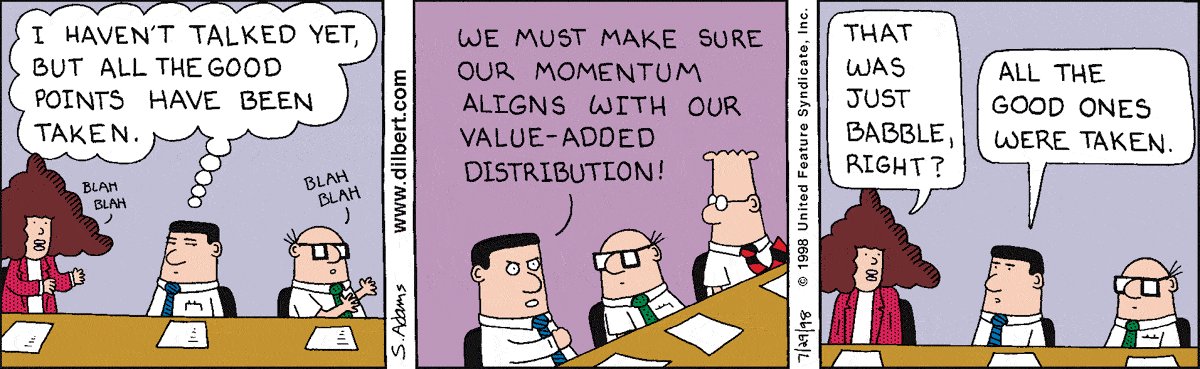 I HAVEN'T TALKED YET,
BUT ALL THE GOOD
POINTS HAVE BEEN
TAKEN.
BLAH
BLAH
BLAH
BLAH
S. Adams
www.dilbert.com
WE MUST MAKE SURE
OUR MOMENTUM
ALIGNS WITH OUR
VALUE-ADDED
DISTRIBUTION!
7/29/98 © 1998 United Feature Syndicate, Inc.
THAT
WAS
JUST
BABBLE,
RIGHT?
ALL THE
GOOD ONES
WERE TAKEN.